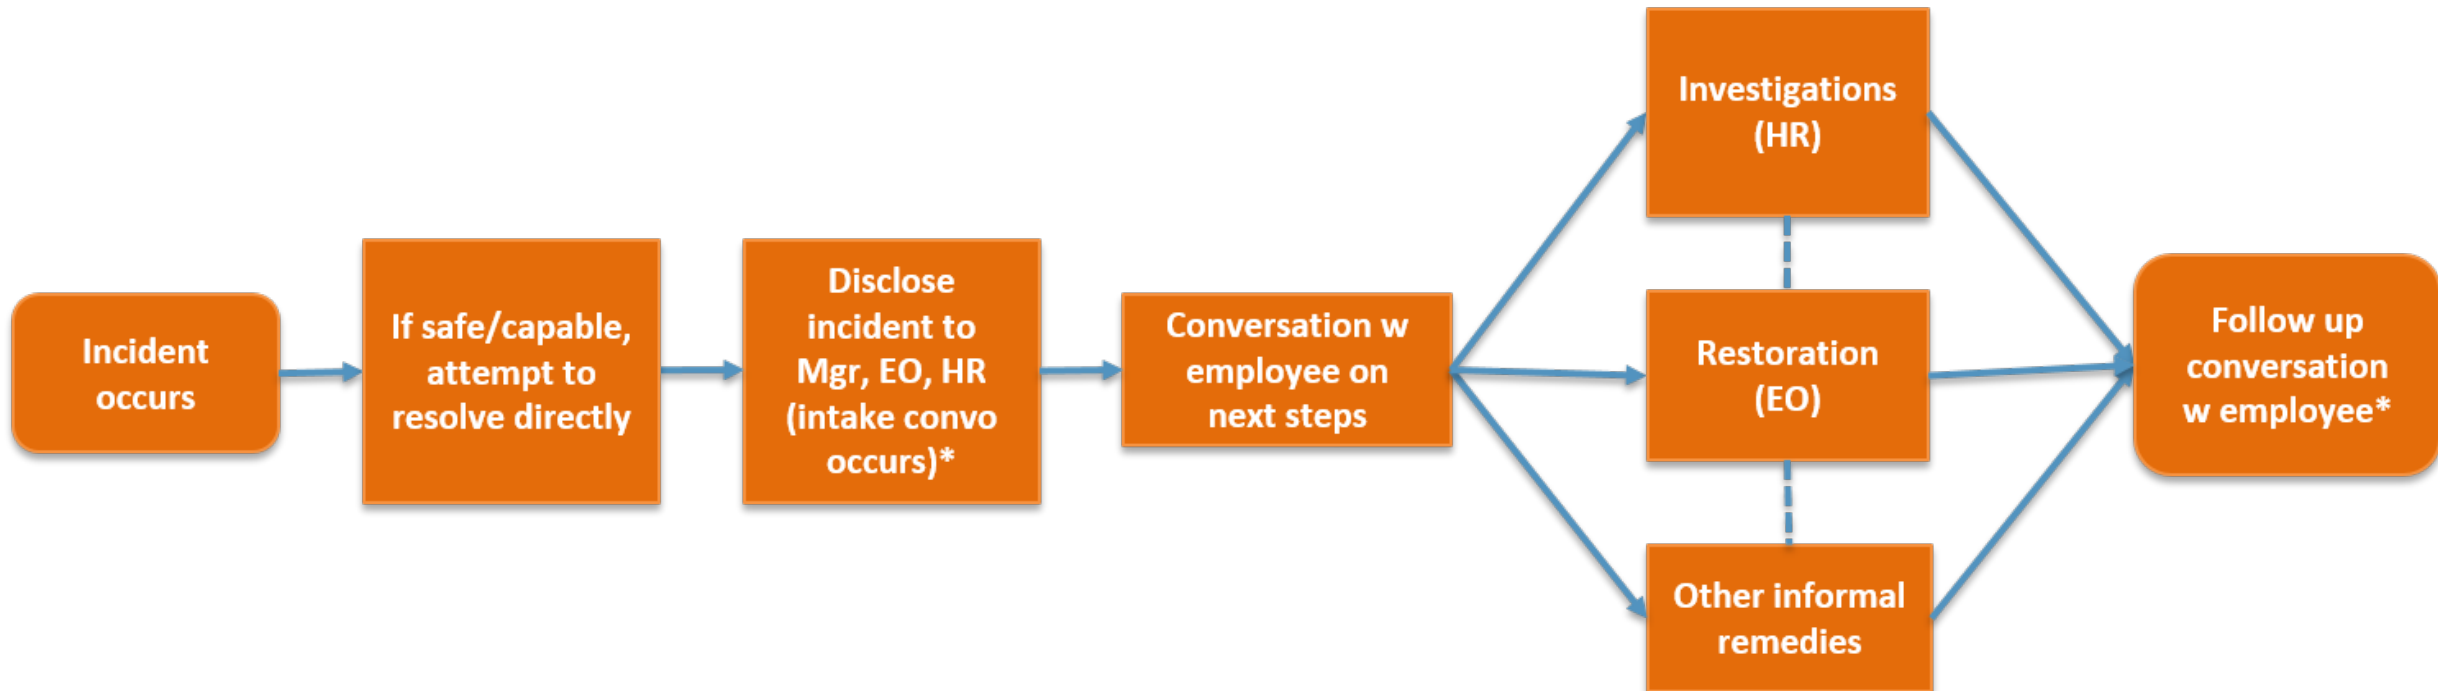 Incident
occurs
If safe/capable,
attempt to
resolve directly
Disclose
incident to
Mgr, EO, HR
(intake convo
occurs)*
Conversation w
employee on
next steps
Investigations
(HR)
Restoration
(EO)
Other informal
remedies
Follow up
conversation
w employee*